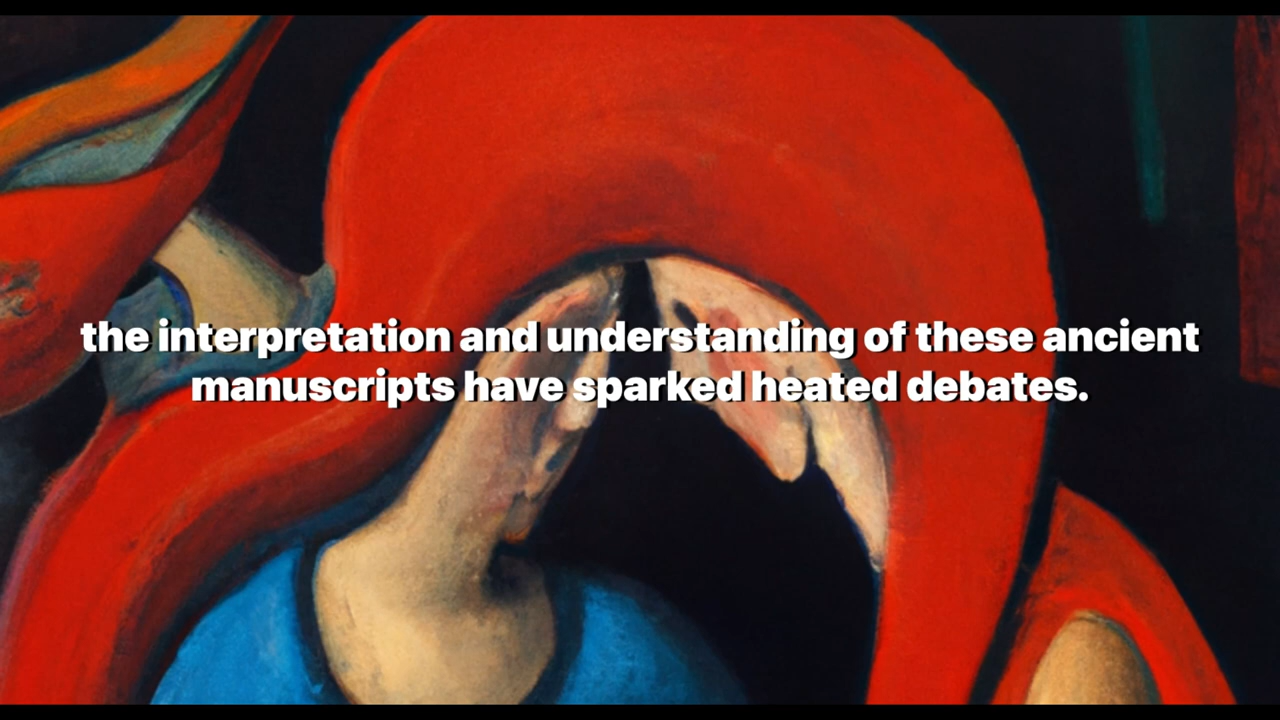 the interpretation and understanding of these ancient
manuscripts have sparked heated debates.